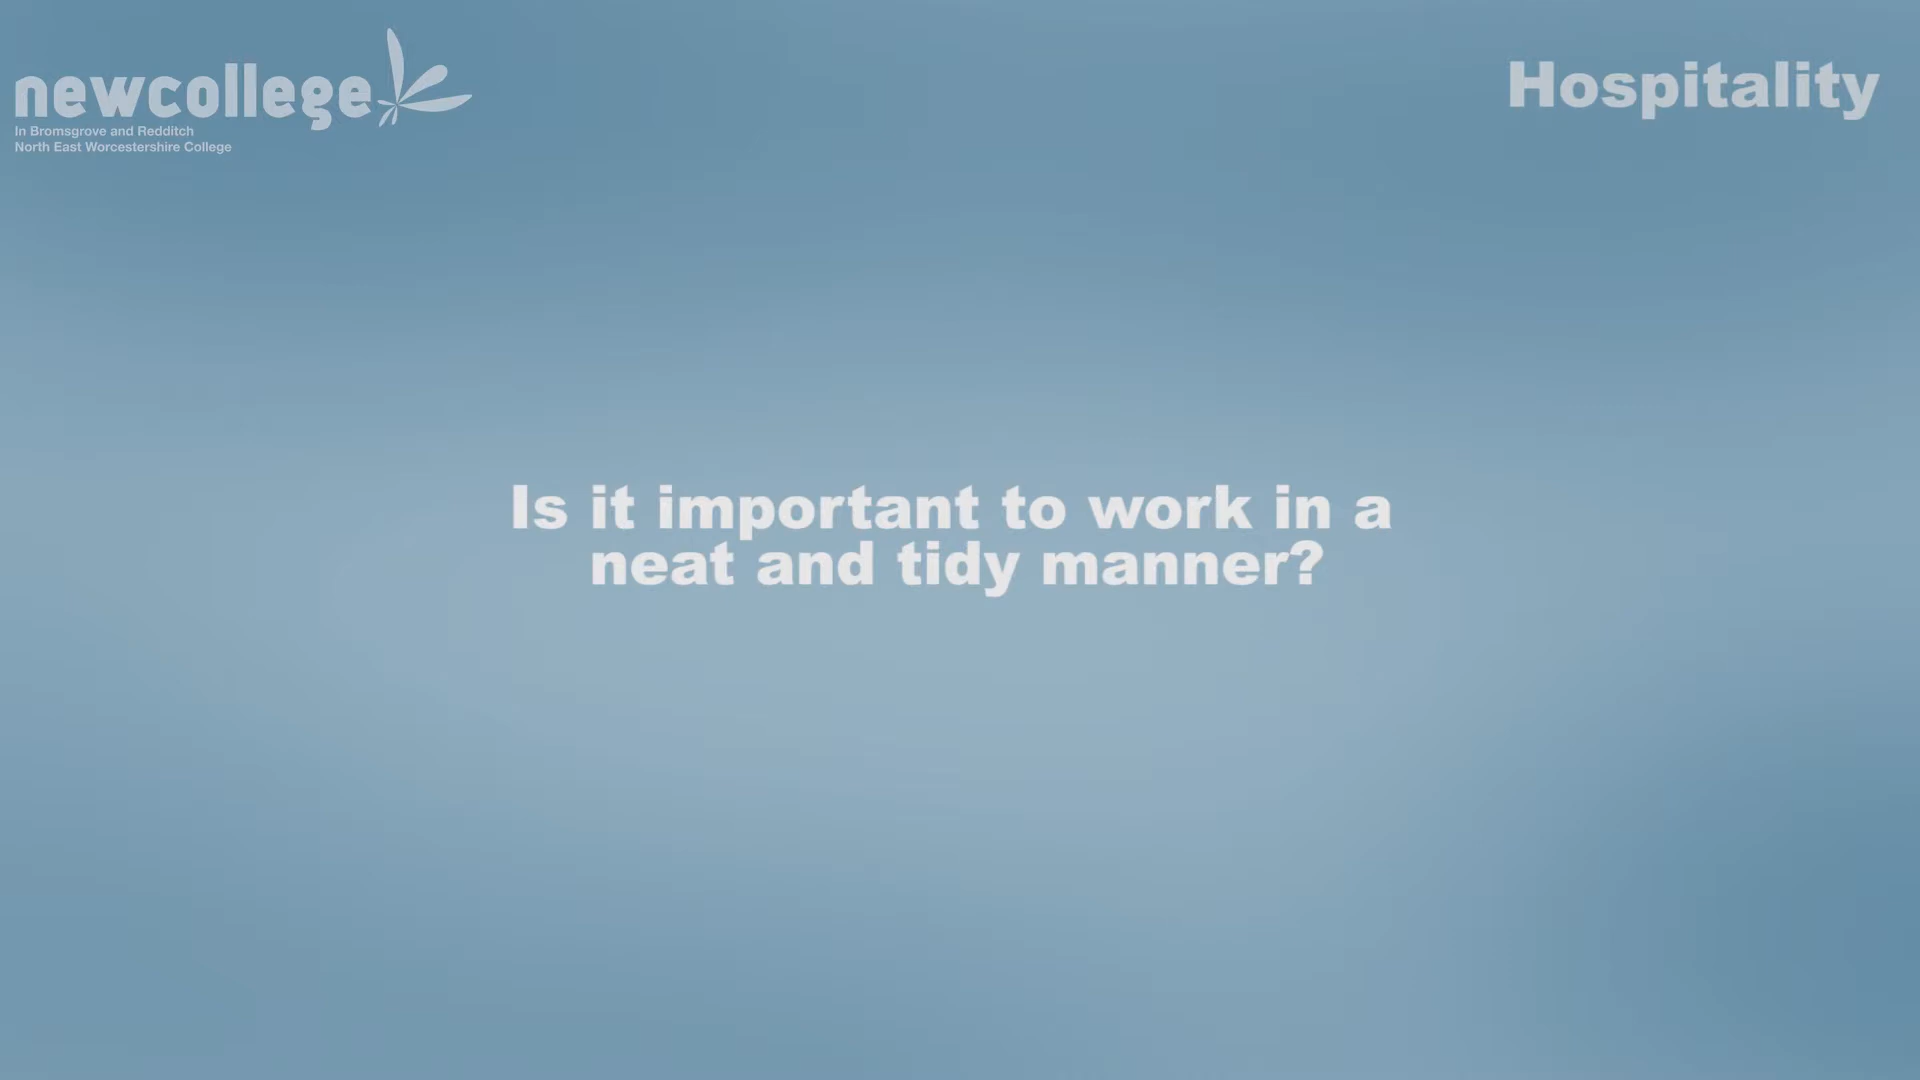 newcollege
In Bromsgrove and Redditch
North East Worcestershire College
Hospitality
Is it important to work in a
neat and tidy manner?